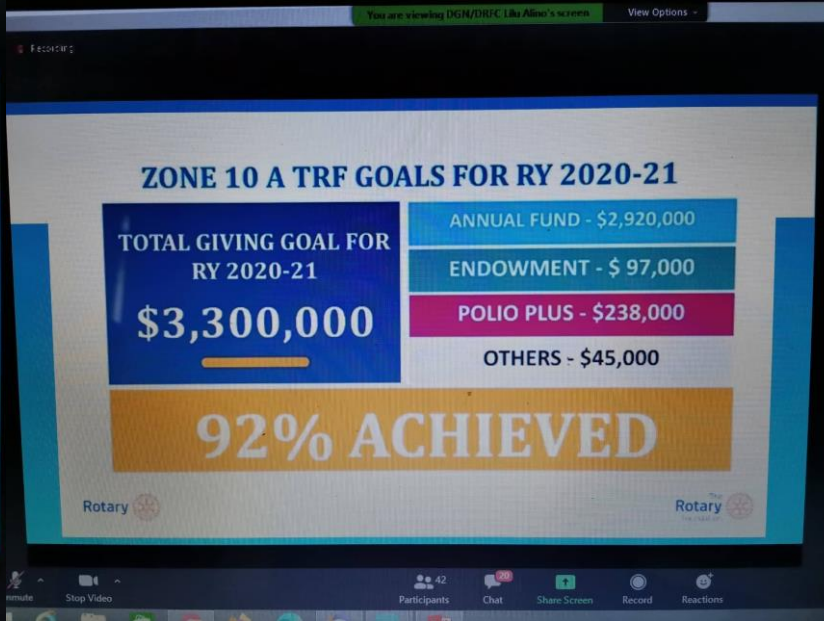 You are viewing DGN/DRFC Lilu Alino's screen
View Options
Recording
ZONE 10 A TRF GOALS FOR RY 2020-21
TOTAL GIVING GOAL FOR
RY 2020-21
$3,300,000
ANNUAL FUND - $2,920,000
ENDOWMENT - $ 97,000
POLIO PLUS - $238,000
OTHERS - $45,000
92% ACHIEVED
Rotary
The
Rotary
Stop Video
42
Participants
20
Chat
Share Screen
Record
Reactions